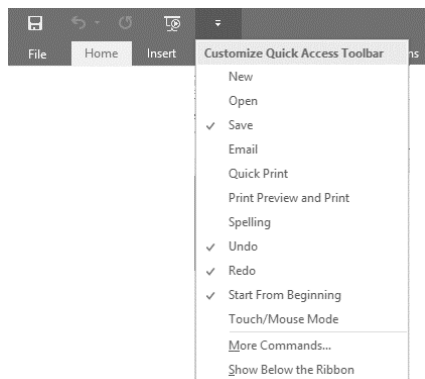 File Home Insert ns
Customize Quick Access Toolbar
New
Open
Save
Email
Quick Print
Print Preview and Print
Spelling
Undo
Redo
Start From Beginning
Touch/Mouse Mode
More Commands...
Show Below the Ribbon